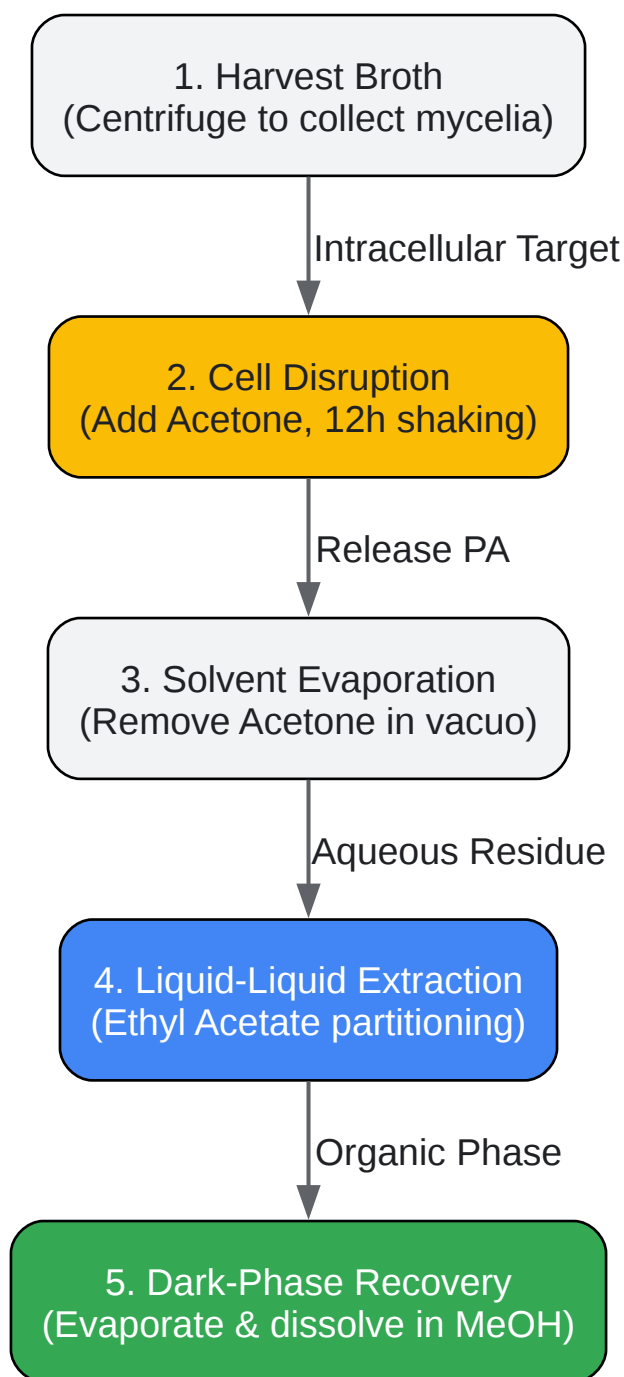 1. Harvest Broth
(Centrifuge to collect mycelia)
Intracellular Target
2. Cell Disruption
(Add Acetone, 12h shaking)
Release PA
3. Solvent Evaporation
(Remove Acetone in vacuo)
Aqueous Residue
4. Liquid-Liquid Extraction
(Ethyl Acetate partitioning)
Organic Phase
5. Dark-Phase Recovery
(Evaporate & dissolve in MeOH)